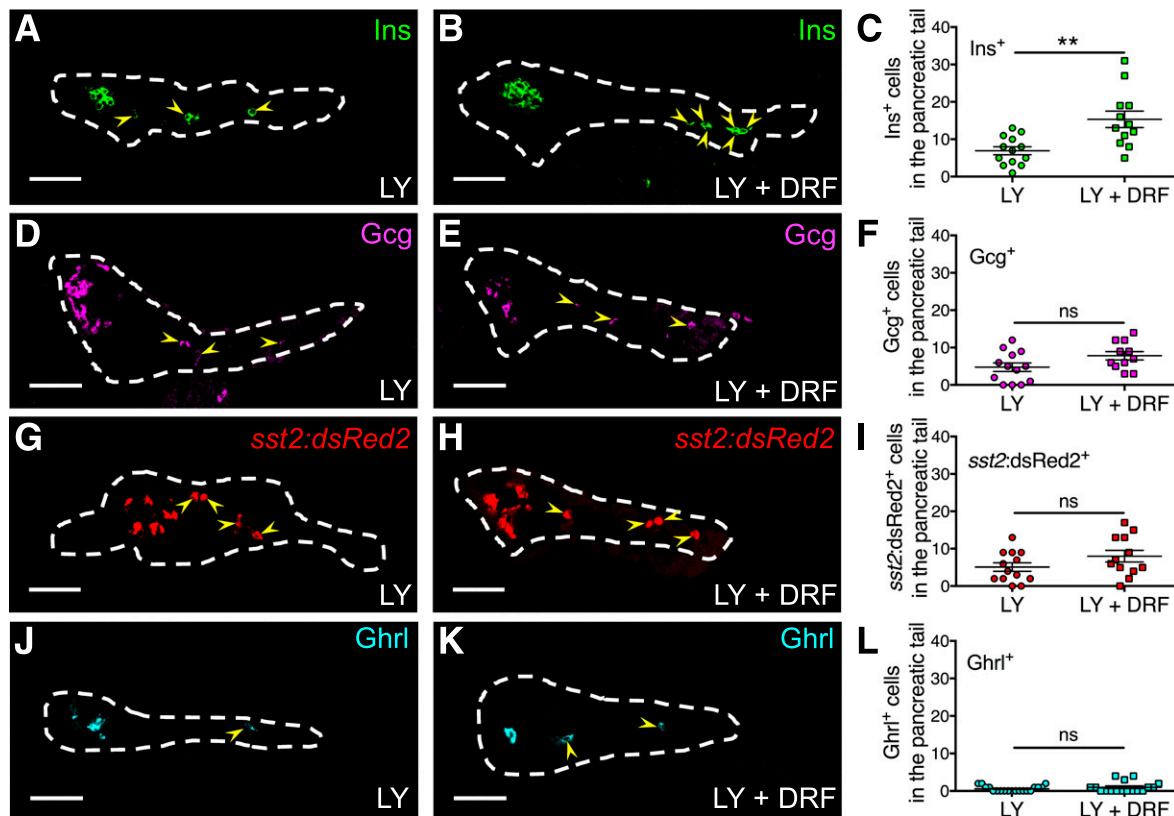 A Ins
LY
B Ins
LY + DRF
C
Ins+
**
Ins+ cells
in the pancreatic tail
40
30
20
10
0
LY LY + DRF
D Gcg
LY
E Gcg
LY + DRF
F
Gcg+
ns
Gcg+ cells
in the pancreatic tail
40
30
20
10
0
LY LY + DRF
G sst2:dsRed2
LY
H sst2:dsRed2
LY + DRF
I
sst2:dsRed2+
ns
sst2:dsRed2+ cells
in the pancreatic tail
40
30
20
10
0
LY LY + DRF
J Ghrl
LY
K Ghrl
LY + DRF
L
Ghrl+
ns
Ghrl+ cells
in the pancreatic tail
40
30
20
10
0
LY LY + DRF